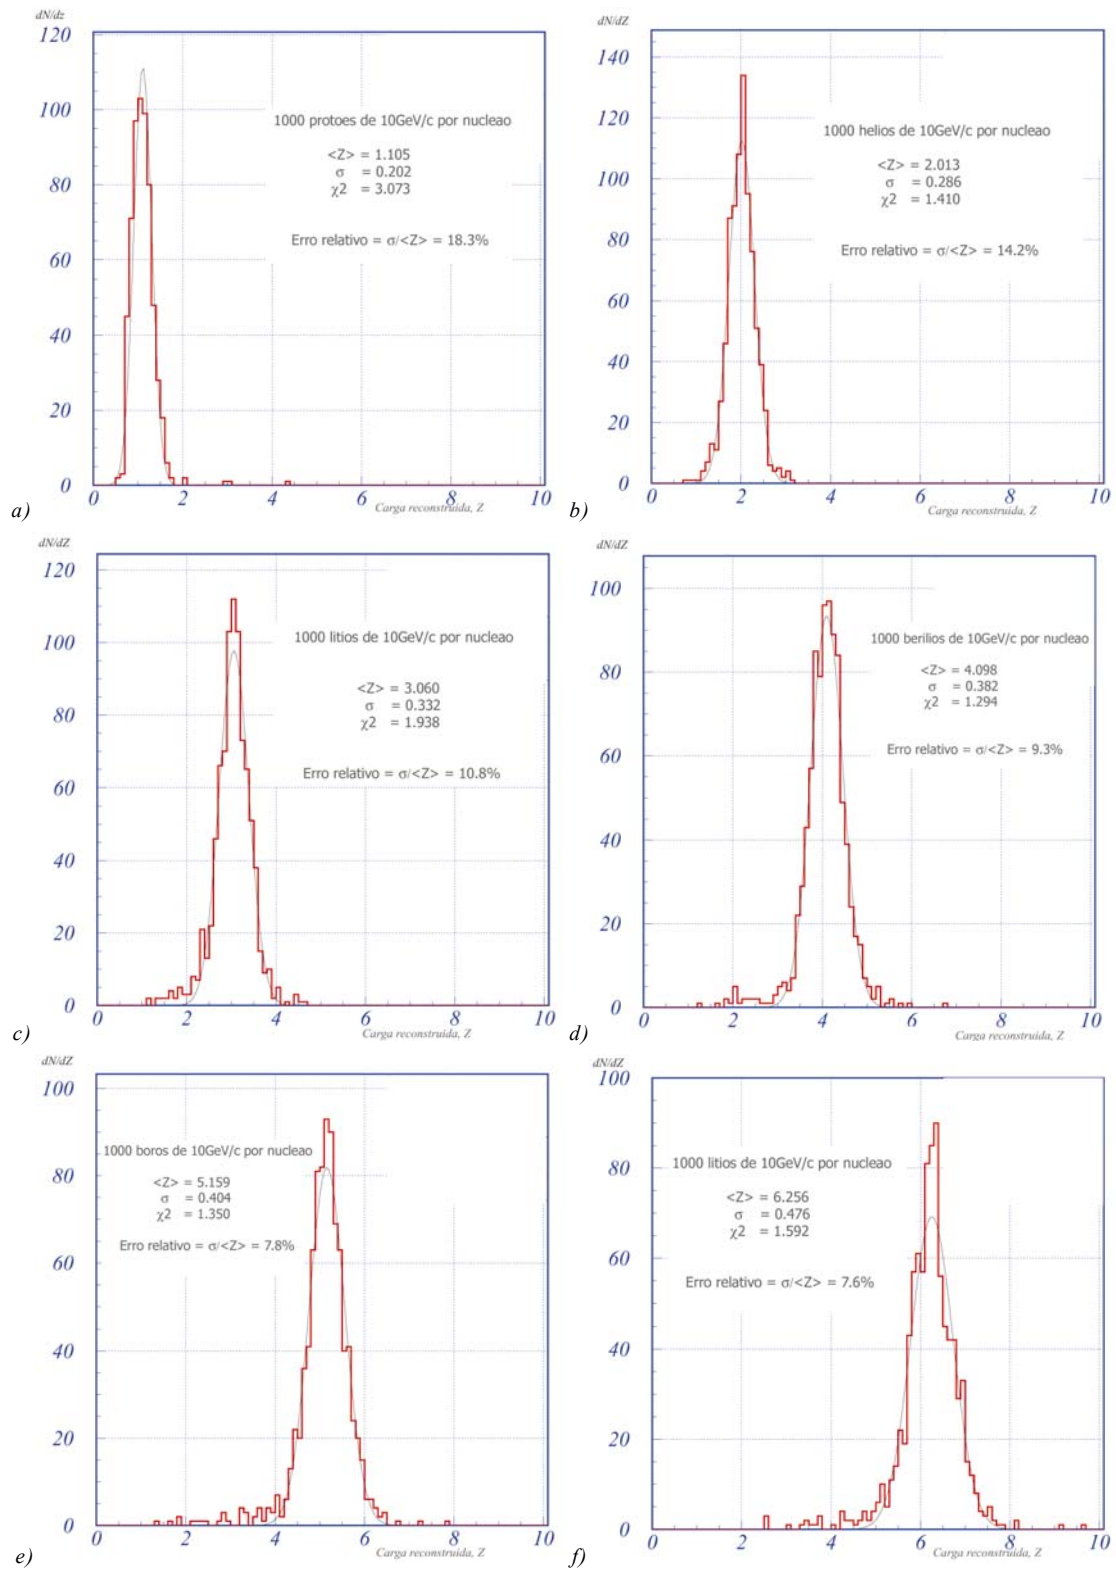 dN/dz
120
100
80
60
40
20
0
1000 protoes de 10GeV/c por nucleao
<Z> = 1.105
σ = 0.202
χ2 = 3.073
Erro relativo = σ/<Z> = 18.3%
0 2 4 6 8 10
Carga reconstruida, Z
a)
dN/dZ
140
120
100
80
60
40
20
0
1000 helios de 10GeV/c por nucleao
<Z> = 2.013
σ = 0.286
χ2 = 1.410
Erro relativo = σ/<Z> = 14.2%
0 2 4 6 8 10
Carga reconstruida, Z
b)
dN/dZ
120
100
80
60
40
20
0
1000 litios de 10GeV/c por nucleao
<Z> = 3.060
σ = 0.332
χ2 = 1.938
Erro relativo = σ/<Z> = 10.8%
0 2 4 6 8 10
Carga reconstruida, Z
c)
dN/dZ
100
80
60
40
20
0
1000 berilios de 10GeV/c por nucleao
<Z> = 4.098
σ = 0.382
χ2 = 1.294
Erro relativo = σ/<Z> = 9.3%
0 2 4 6 8 10
Carga reconstruida, Z
d)
dN/dZ
100
80
60
40
20
0
1000 boros de 10GeV/c por nucleao
<Z> = 5.159
σ = 0.404
χ2 = 1.350
Erro relativo = σ/<Z> = 7.8%
0 2 4 6 8 10
Carga reconstruida, Z
e)
dN/dZ
100
80
60
40
20
0
1000 litios de 10GeV/c por nucleao
<Z> = 6.256
σ = 0.476
χ2 = 1.592
Erro relativo = σ/<Z> = 7.6%
0 2 4 6 8 10
Carga reconstruida, Z
f)